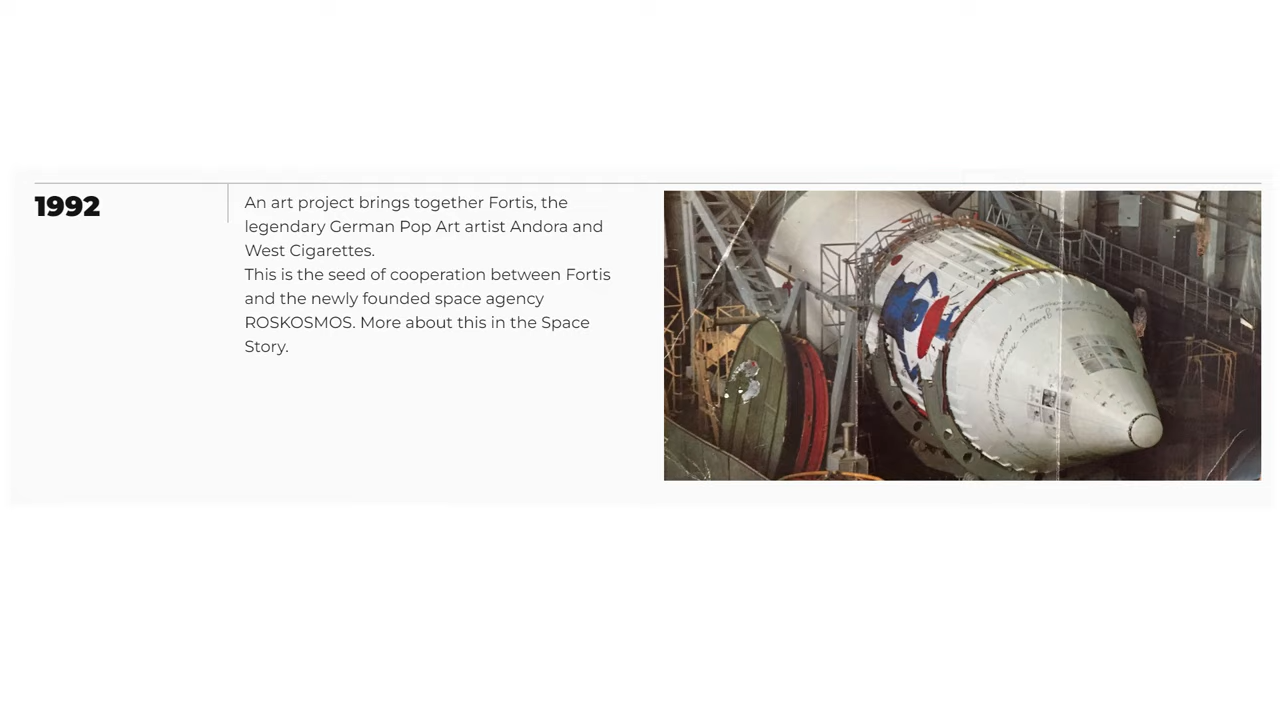 1992
An art project brings together Fortis, the
legendary German Pop Art artist Andora and
West Cigarettes.
This is the seed of cooperation between Fortis
and the newly founded space agency
ROSKOSMOS. More about this in the Space
Story.